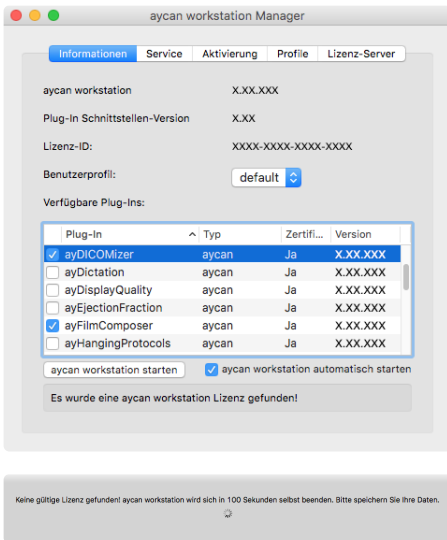 aycan workstation Manager
Informationen Service Aktivierung Profile Lizenz-Server
aycan workstation X.XX.XXX
Plug-In Schnittstellen-Version X.XX
Lizenz-ID: XXXX-XXXX-XXXX-XXXX
Benutzerprofil: default
Verfügbare Plug-Ins:
Plug-In Typ Zertifi... Version
ayDICOMizer aycan Ja X.XX.XXX
ayDictation aycan Ja X.XX.XXX
ayDisplayQuality aycan Ja X.XX.XXX
ayEjectionFraction aycan Ja X.XX.XXX
ayFilmComposer aycan Ja X.XX.XXX
ayHangingProtocols aycan Ja X.XX.XXX
aycan workstation starten aycan workstation automatisch starten
Es wurde eine aycan workstation Lizenz gefunden!
Keine gültige Lizenz gefunden! aycan workstation wird sich in 100 Sekunden selbst beenden. Bitte speichern Sie Ihre Daten.